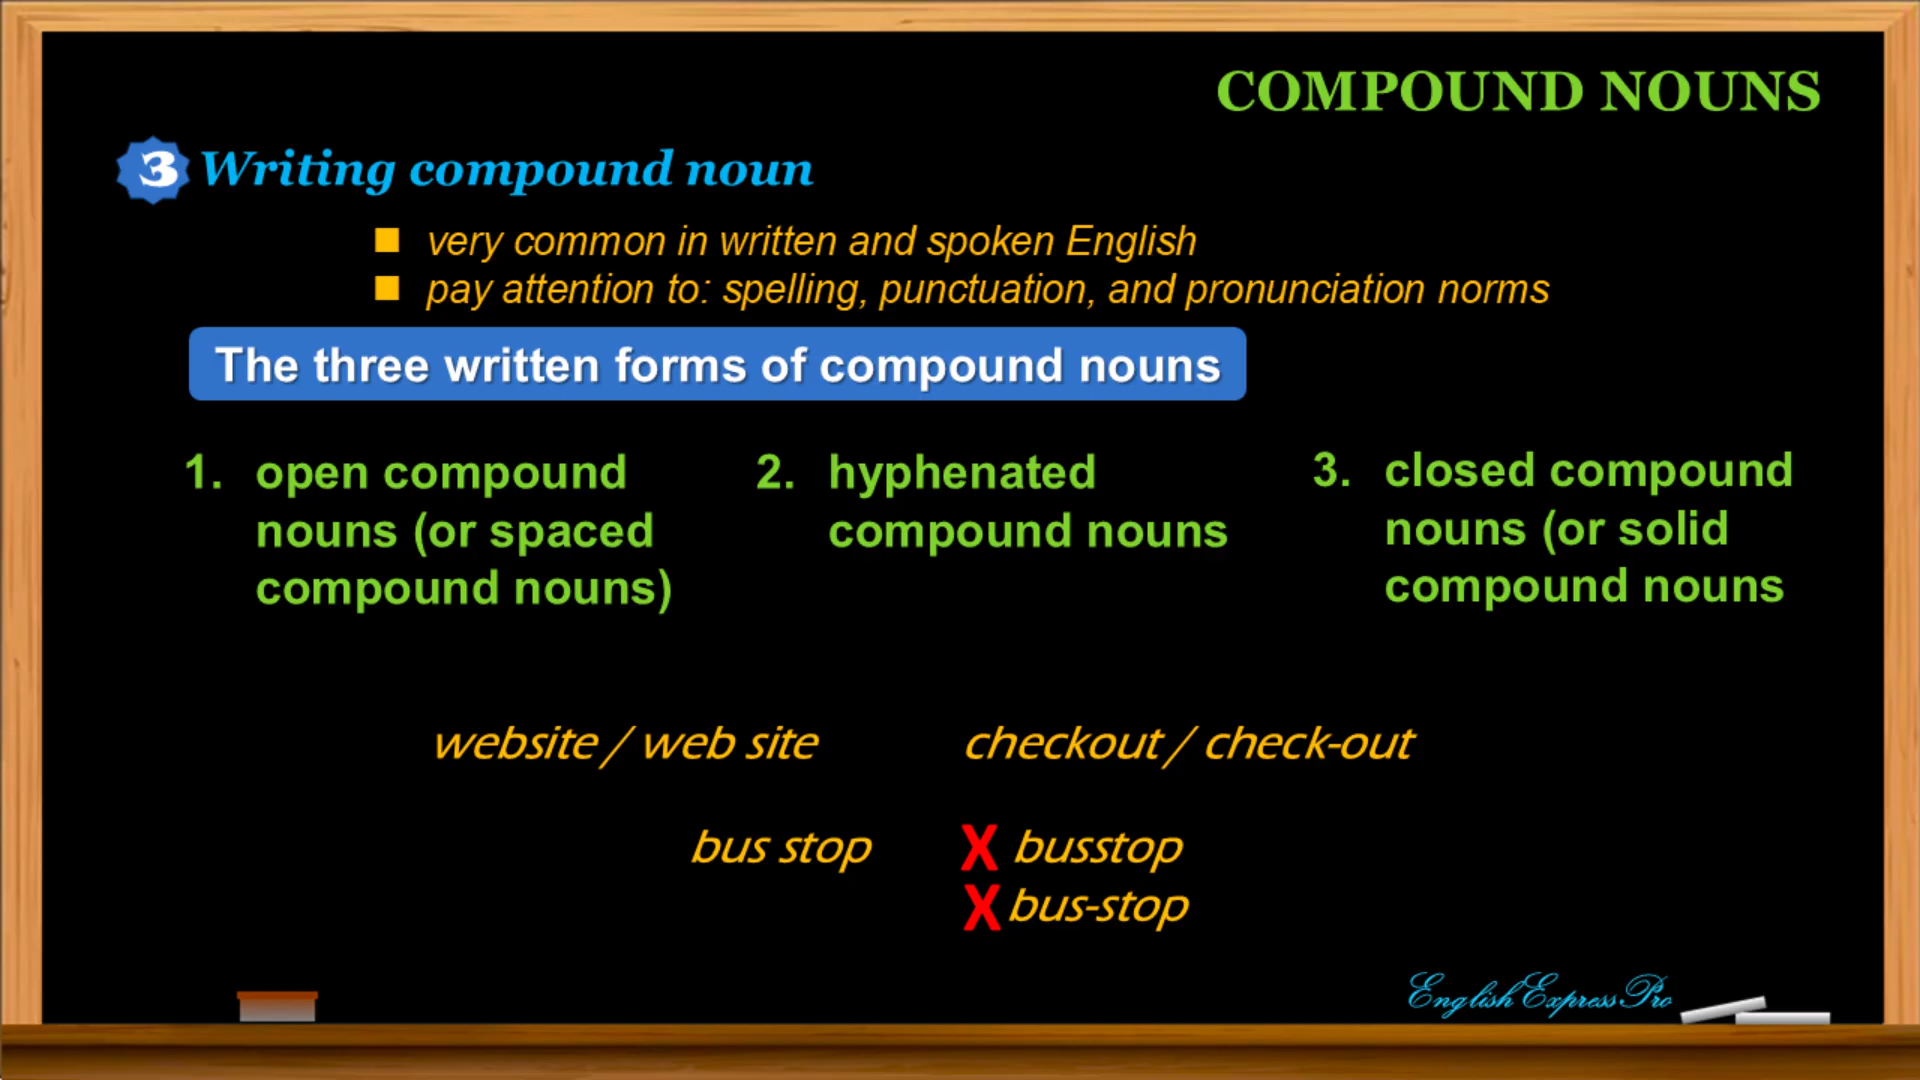 COMPOUND NOUNS
3 Writing compound noun
■ very common in written and spoken English
■ pay attention to: spelling, punctuation, and pronunciation norms
The three written forms of compound nouns
1. open compound
nouns (or spaced
compound nouns)
2. hyphenated
compound nouns
3. closed compound
nouns (or solid
compound nouns
website / web site
checkout / check-out
bus stop
X busstop
X bus-stop
English Express Pro